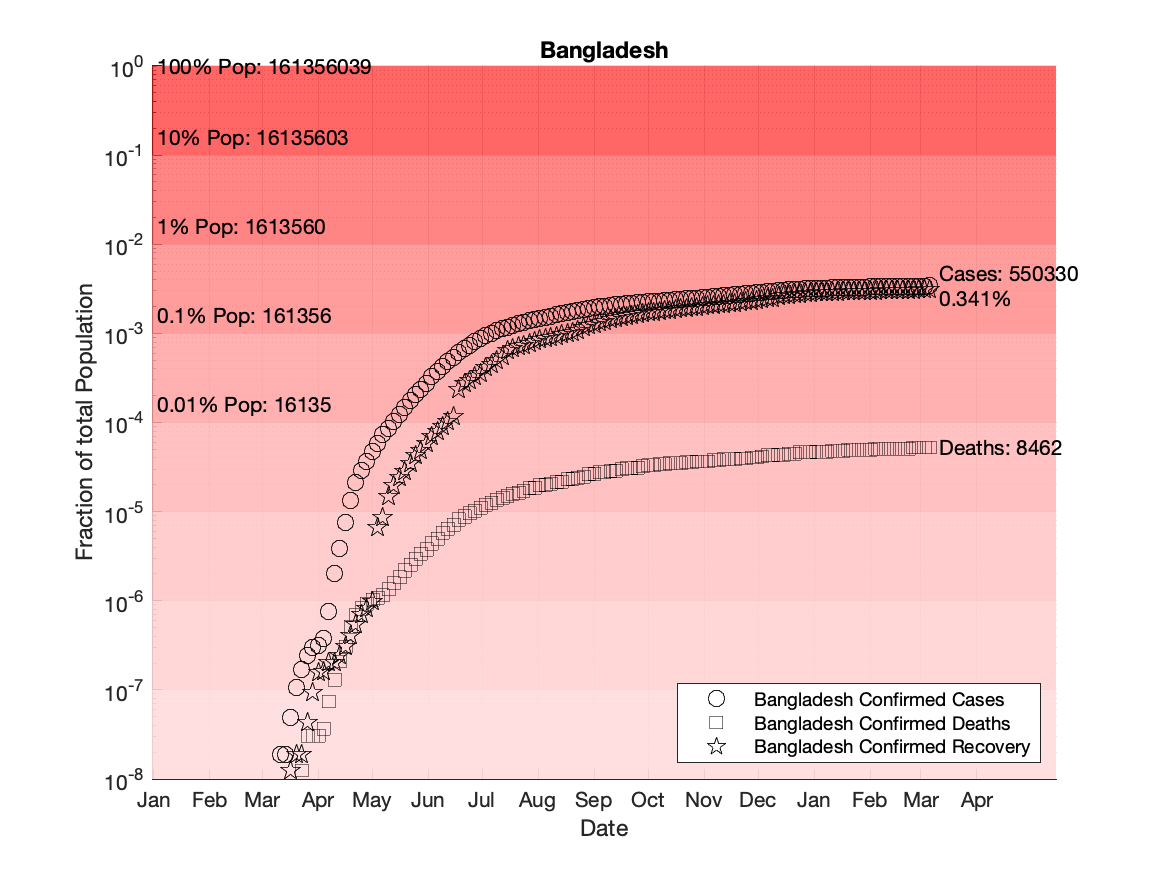 Bangladesh
10^0
100% Pop: 161356039
10% Pop: 16135603
10^-1
1% Pop: 1613560
10^-2
Cases: 550330
0.341%
0.1% Pop: 161356
10^-3
0.01% Pop: 16135
10^-4
Deaths: 8462
10^-5
10^-6
10^-7
10^-8
Fraction of total Population
Bangladesh Confirmed Cases
Bangladesh Confirmed Deaths
Bangladesh Confirmed Recovery
Jan Feb Mar Apr May Jun Jul Aug Sep Oct Nov Dec Jan Feb Mar Apr
Date